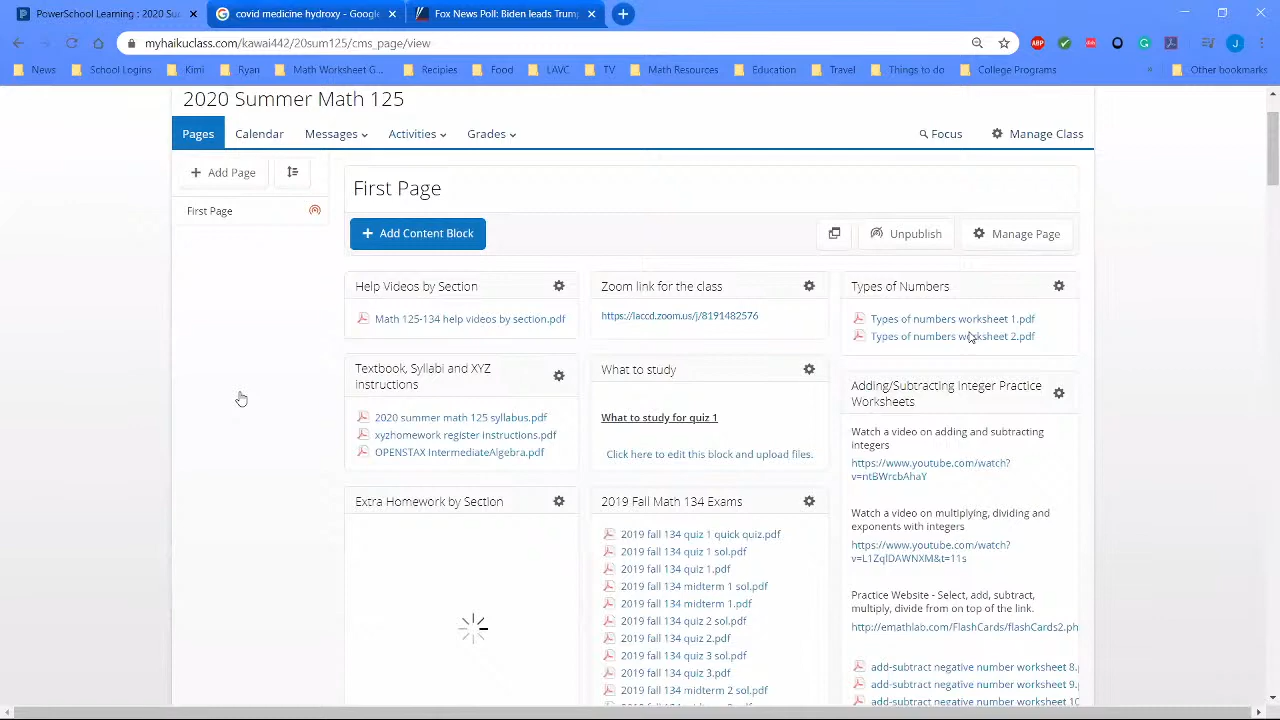 PowerSchool Learning : 2020 Su
covid medicine hydroxy - Google
Fox News Poll: Biden leads Trump
myhaikuclass.com/kawai442/20sum125/cms_page/view
ABP
J
News
School Logins
Kimi
Ryan
Math Worksheet G...
Recipies
Food
LAVC
TV
Math Resources
Education
Travel
Things to do
College Programs
»
Other bookmarks
2020 Summer Math 125
Pages
Calendar
Messages
Activities
Grades
Focus
Manage Class
+ Add Page
First Page
First Page
+ Add Content Block
Unpublish
Manage Page
Help Videos by Section
Math 125-134 help videos by section.pdf
Textbook, Syllabi and XYZ
Instructions
2020 summer math 125 syllabus.pdf
xyzhomework register instructions.pdf
OPENSTAX IntermediateAlgebra.pdf
Extra Homework by Section
Zoom link for the class
https://laccd.zoom.us/j/8191482576
What to study
What to study for quiz 1
Click here to edit this block and upload files.
2019 Fall Math 134 Exams
2019 fall 134 quiz 1 quick quiz.pdf
2019 fall 134 quiz 1 sol.pdf
2019 fall 134 quiz 1.pdf
2019 fall 134 midterm 1 sol.pdf
2019 fall 134 midterm 1.pdf
2019 fall 134 quiz 2 sol.pdf
2019 fall 134 quiz 2.pdf
2019 fall 134 quiz 3 sol.pdf
2019 fall 134 quiz 3.pdf
2019 fall 134 midterm 2 sol.pdf
Types of Numbers
Types of numbers worksheet 1.pdf
Types of numbers worksheet 2.pdf
Adding/Subtracting Integer Practice
Worksheets
Watch a video on adding and subtracting
integers
https://www.youtube.com/watch?
v=ntBWrcbAhaY
Watch a video on multiplying, dividing and
exponents with integers
https://www.youtube.com/watch?
v=L1ZqlDAWNXM&t=11s
Practice Website - Select, add, subtract,
multiply, divide from on top of the link.
http://emathlab.com/FlashCards/flashCards2.ph
add-subtract negative number worksheet 8.
add-subtract negative number worksheet 9.
add-subtract negative number worksheet 10